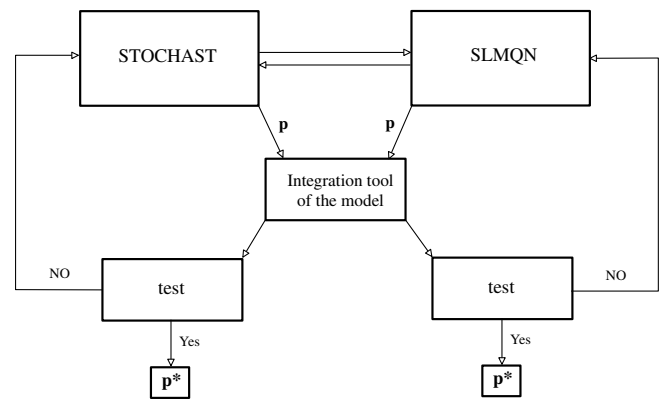 STOCHAST
SLMQN
p
p
Integration tool
of the model
NO
test
test
NO
Yes
Yes
p*
p*